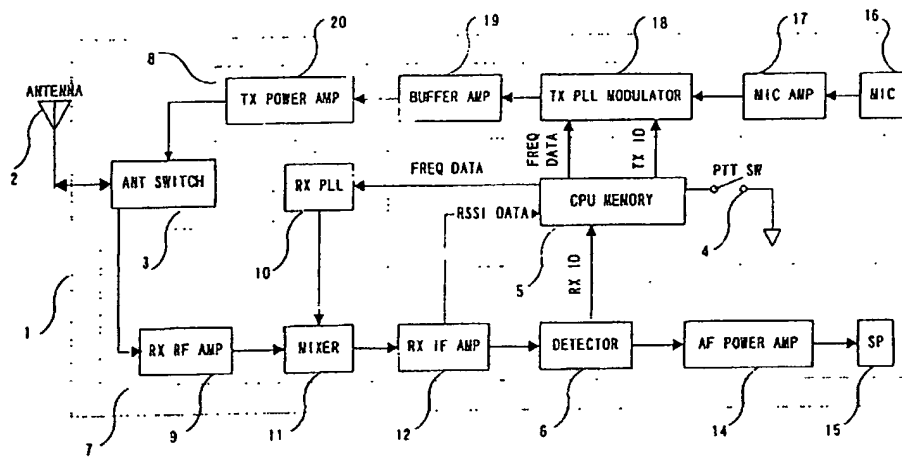 20 19 18 17 16
8
ANTENNA
TX POWER AMP BUFFER AMP TX PLL MODULATOR MIC AMP MIC
2
FREQ DATA TX ID
FREQ DATA
PTT SW
ANT SWITCH RX PLL CPU MEMORY
RSSI DATA
3 10 5 4
RX ID
1
RX RF AMP MIXER RX IF AMP DETECTOR AF POWER AMP SP
7 9 11 12 6 14 15